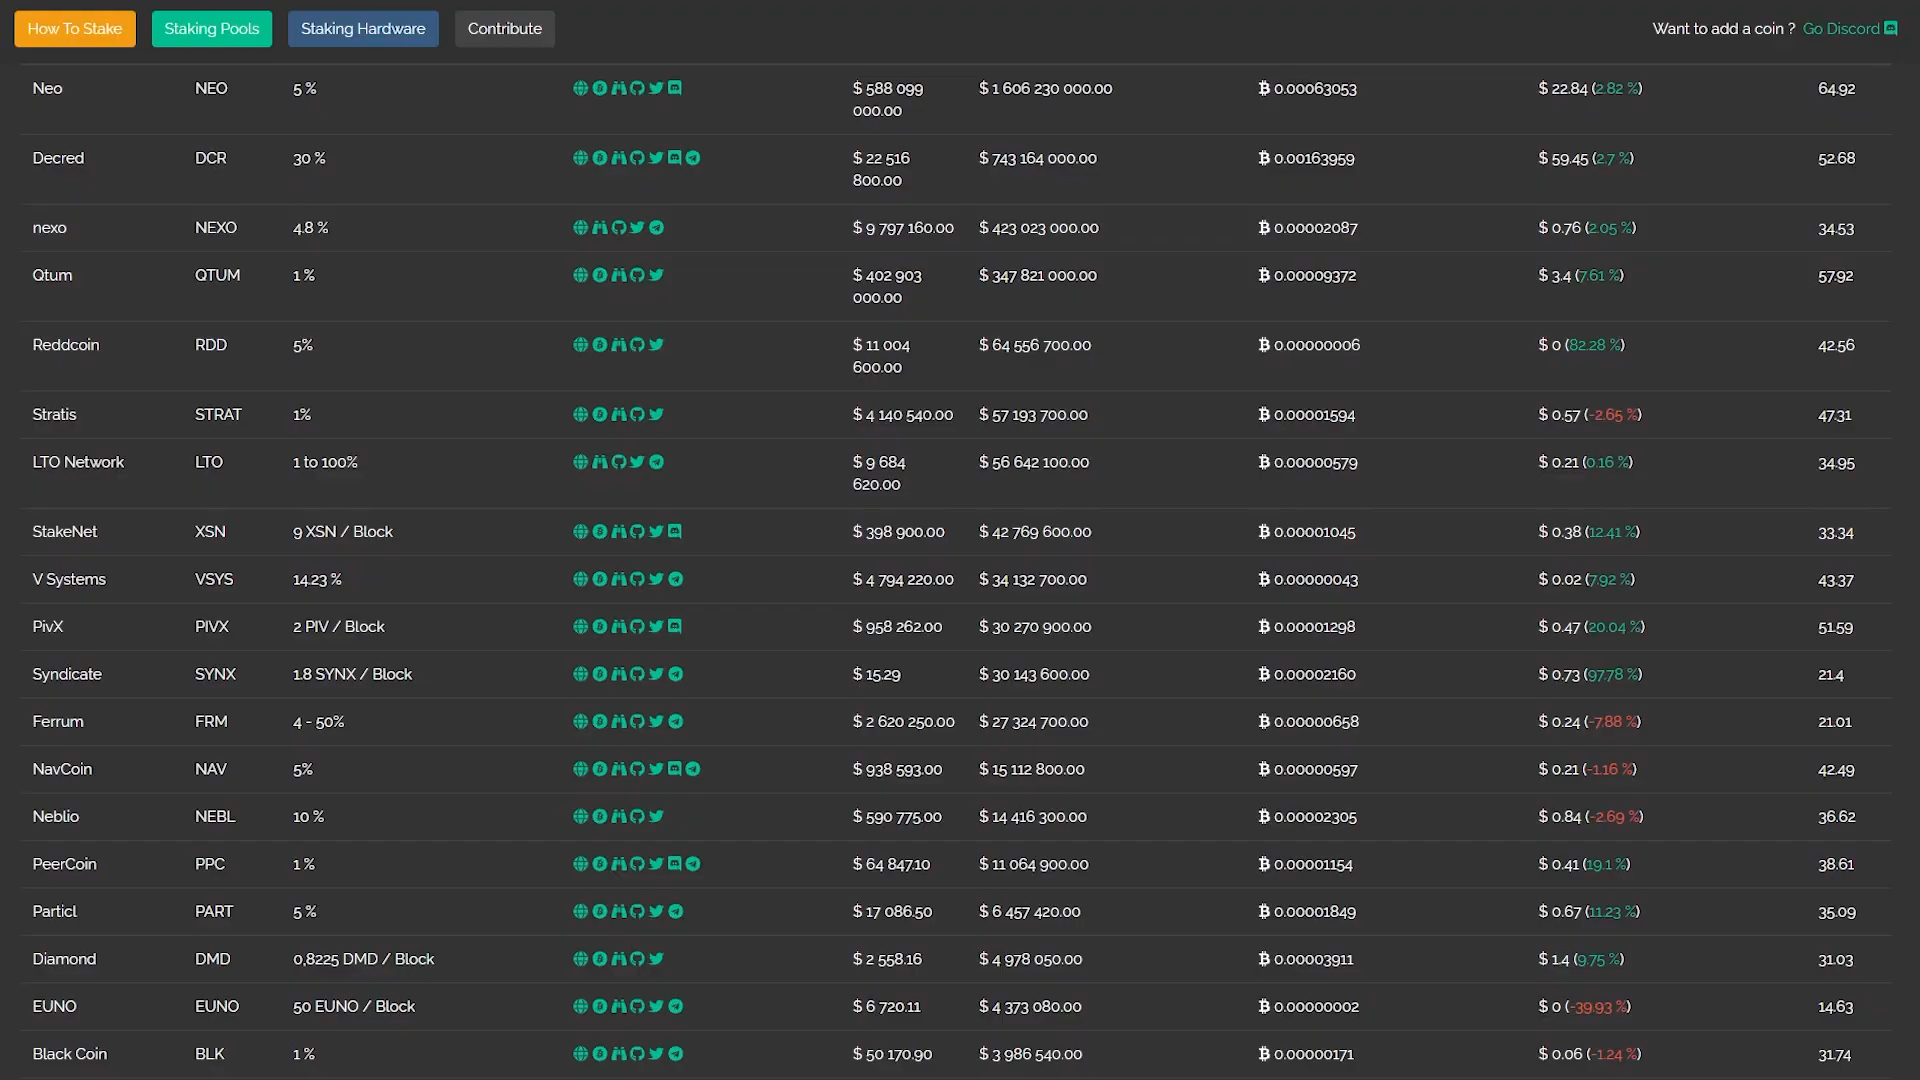 How To Stake Staking Pools Staking Hardware Contribute Want to add a coin ? Go Discord
Neo NEO 5 % $ 588 099 $ 1 606 230 000.00 0.00063053 $ 22.84 (2.82 %) 64.92
000.00
Decred DCR 30 % $ 22 516 $ 743 164 000.00 0.00163959 $ 59.45 (2.7 %) 52.68
800.00
nexo NEXO 4.8 % $ 9 797 160.00 $ 423 023 000.00 0.00002087 $ 0.76 (2.05 %) 34.53
Qtum QTUM 1 % $ 402 903 $ 347 821 000.00 0.00009372 $ 3.4 (7.61 %) 57.92
000.00
Reddcoin RDD 5% $ 11 004 $ 64 556 700.00 0.00000006 $ 0 (82.28 %) 42.56
600.00
Stratis STRAT 1% $ 4 140 540.00 $ 57 193 700.00 0.00001594 $ 0.57 (-2.65 %) 47.31
LTO Network LTO 1 to 100% $ 9 684 $ 56 642 100.00 0.00000579 $ 0.21 (0.16 %) 34.95
620.00
StakeNet XSN 9 XSN / Block $ 398 900.00 $ 42 769 600.00 0.00001045 $ 0.38 (12.41 %) 33.34
V Systems VSYS 14.23 % $ 4 794 220.00 $ 34 132 700.00 0.00000043 $ 0.02 (7.92 %) 43.37
PivX PIVX 2 PIV / Block $ 958 262.00 $ 30 270 900.00 0.00001298 $ 0.47 (20.04 %) 51.59
Syndicate SYNX 1.8 SYNX / Block $ 15.29 $ 30 143 600.00 0.00002160 $ 0.73 (97.78 %) 21.4
Ferrum FRM 4 - 50% $ 2 620 250.00 $ 27 324 700.00 0.00000658 $ 0.24 (-7.88 %) 21.01
NavCoin NAV 5% $ 938 593.00 $ 15 112 800.00 0.00000597 $ 0.21 (-1.16 %) 42.49
Neblio NEBL 10 % $ 590 775.00 $ 14 416 300.00 0.00002305 $ 0.84 (-2.69 %) 36.62
PeerCoin PPC 1 % $ 64 847.10 $ 11 064 900.00 0.00001154 $ 0.41 (19.1 %) 38.61
Particl PART 5 % $ 17 086.50 $ 6 457 420.00 0.00001849 $ 0.67 (11.23 %) 35.09
Diamond DMD 0,8225 DMD / Block $ 2 558.16 $ 4 978 050.00 0.00003911 $ 1.4 (9.75 %) 31.03
EUNO EUNO 50 EUNO / Block $ 6 720.11 $ 4 373 080.00 0.00000002 $ 0 (-39.93 %) 14.63
Black Coin BLK 1 % $ 50 170.90 $ 3 986 540.00 0.00000171 $ 0.06 (-1.24 %) 31.74